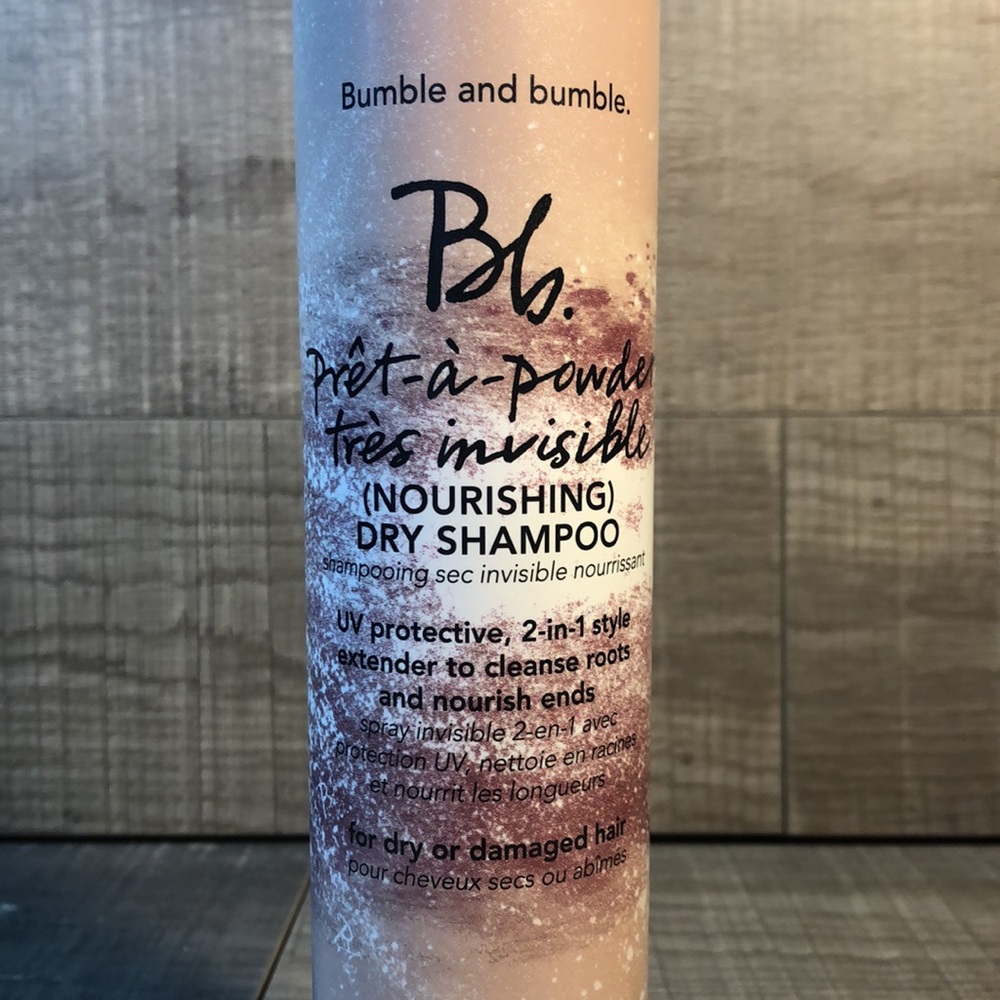 Bumble and bumble.
Bb.
Prêt-à-powder
très invisible
(NOURISHING)
DRY SHAMPOO
shampooing sec invisible nourrissant
UV protective, 2-in-1 style
extender to cleanse roots
and nourish ends
spray invisible 2-en-1 avec
protection UV, nettoie en racines
et nourrit les longueurs
for dry or damaged hair
pour cheveux secs ou abîmés